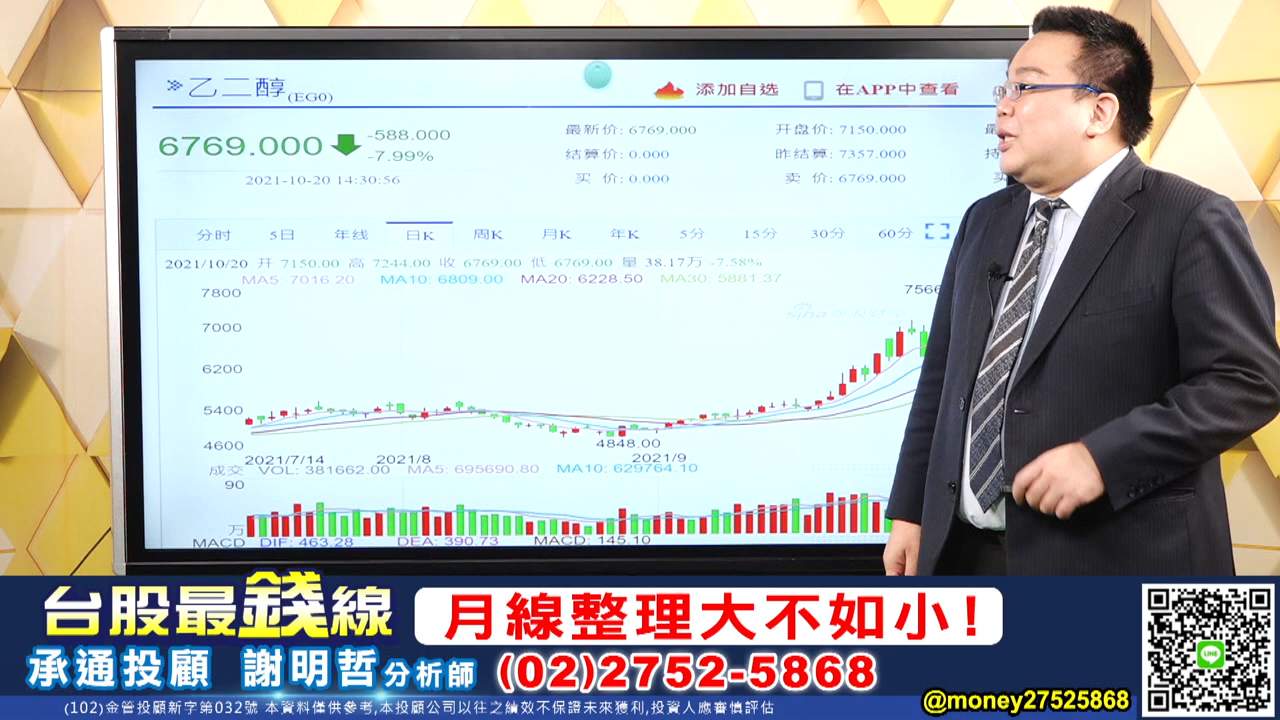 乙二醇(EG0)
添加自选 在APP中查看
6769.000 -588.000
-7.99%
2021-10-20 14:30:56
最新价: 6769.000 开盘价: 7150.000
结算价: 0.000 昨结算: 7357.000
买 价: 0.000 卖 价: 6769.000
分时 5日 年线 日K 周K 月K 年K 5分 15分 30分 60分
2021/10/20 开 7150.00 高 7244.00 收 6769.00 低 6769.00 量 38.17万 -7.58%
MA5: 7016.20 MA10: 6809.00 MA20: 6228.50 MA30: 5881.37
7800
7566
sina
7000
6200
5400
4600
4848.00
2021/7/14 2021/8 2021/9
成交 VOL: 381662.00 MA5: 695690.80 MA10: 629764.10
90
万
MACD DIF: 463.28 DEA: 390.73 MACD: 145.10
台股最錢線
月線整理大不如小!
承通投顧 謝明哲分析師 (02)2752-5868
LINE
(102)金管投顧新字第032號 本資料僅供參考,本投顧公司以往之績效不保證未來獲利,投資人應審慎評估
@money27525868